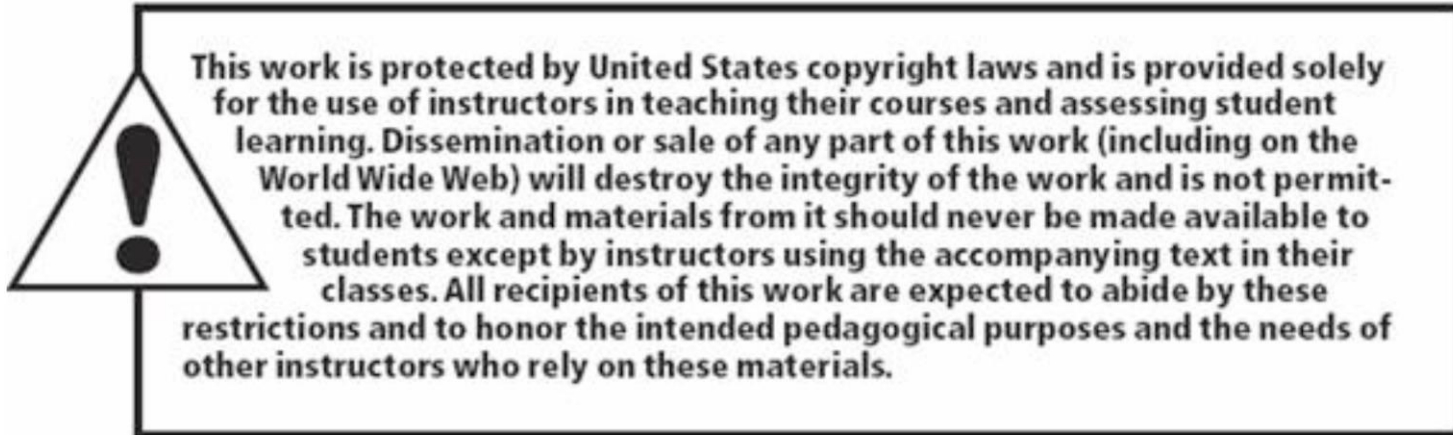 This work is protected by United States copyright laws and is provided solely
for the use of instructors in teaching their courses and assessing student
learning. Dissemination or sale of any part of this work (including on the
World Wide Web) will destroy the integrity of the work and is not permit-
ted. The work and materials from it should never be made available to
students except by instructors using the accompanying text in their
classes. All recipients of this work are expected to abide by these
restrictions and to honor the intended pedagogical purposes and the needs of
other instructors who rely on these materials.